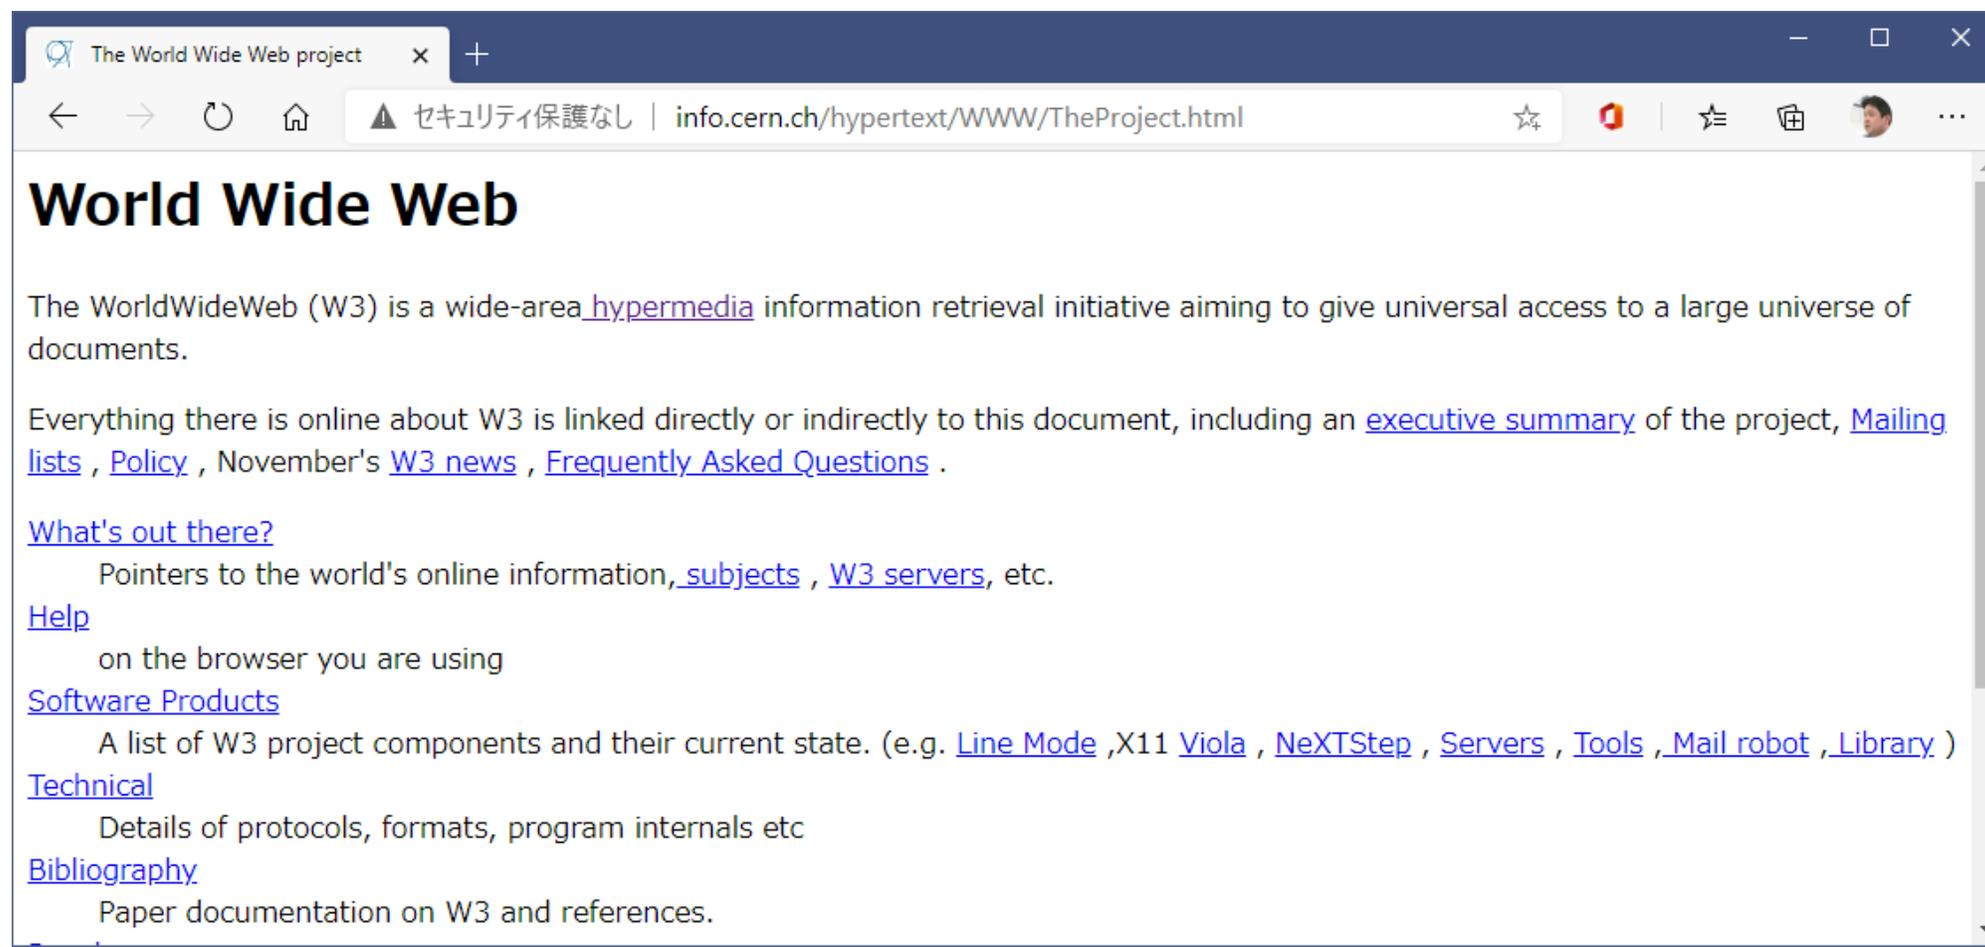 The World Wide Web project
セキュリティ保護なし | info.cern.ch/hypertext/WWW/TheProject.html
World Wide Web
The WorldWideWeb (W3) is a wide-area hypermedia information retrieval initiative aiming to give universal access to a large universe of
documents.
Everything there is online about W3 is linked directly or indirectly to this document, including an executive summary of the project, Mailing
lists , Policy , November's W3 news , Frequently Asked Questions .
What's out there?
Pointers to the world's online information, subjects , W3 servers, etc.
Help
on the browser you are using
Software Products
A list of W3 project components and their current state. (e.g. Line Mode ,X11 Viola , NeXTStep , Servers , Tools , Mail robot , Library )
Technical
Details of protocols, formats, program internals etc
Bibliography
Paper documentation on W3 and references.